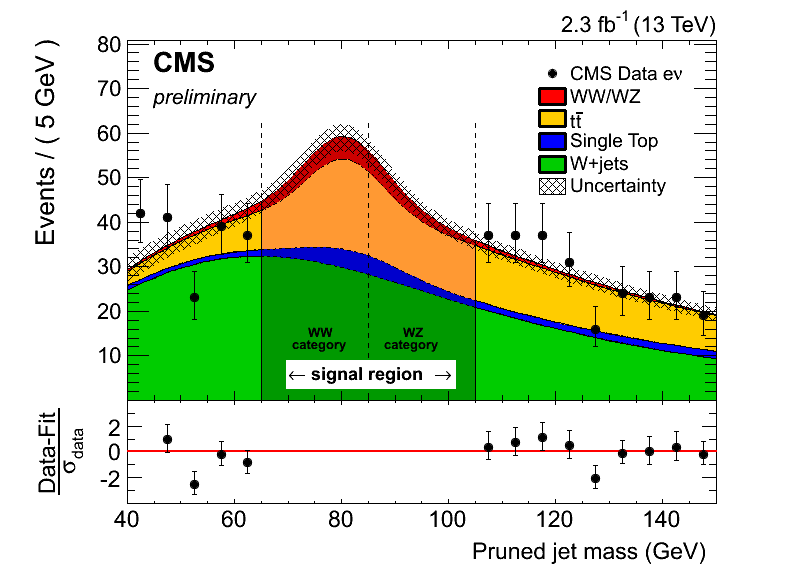 2.3 fb⁻¹ (13 TeV)
CMS
preliminary
CMS Data eν
WW/WZ
tt̅
Single Top
W+jets
Uncertainty
Events / ( 5 GeV )
80
70
60
50
40
30
20
10
WW category
WZ category
← signal region →
Data-Fit
σdata
2
0
-2
40 60 80 100 120 140
Pruned jet mass (GeV)